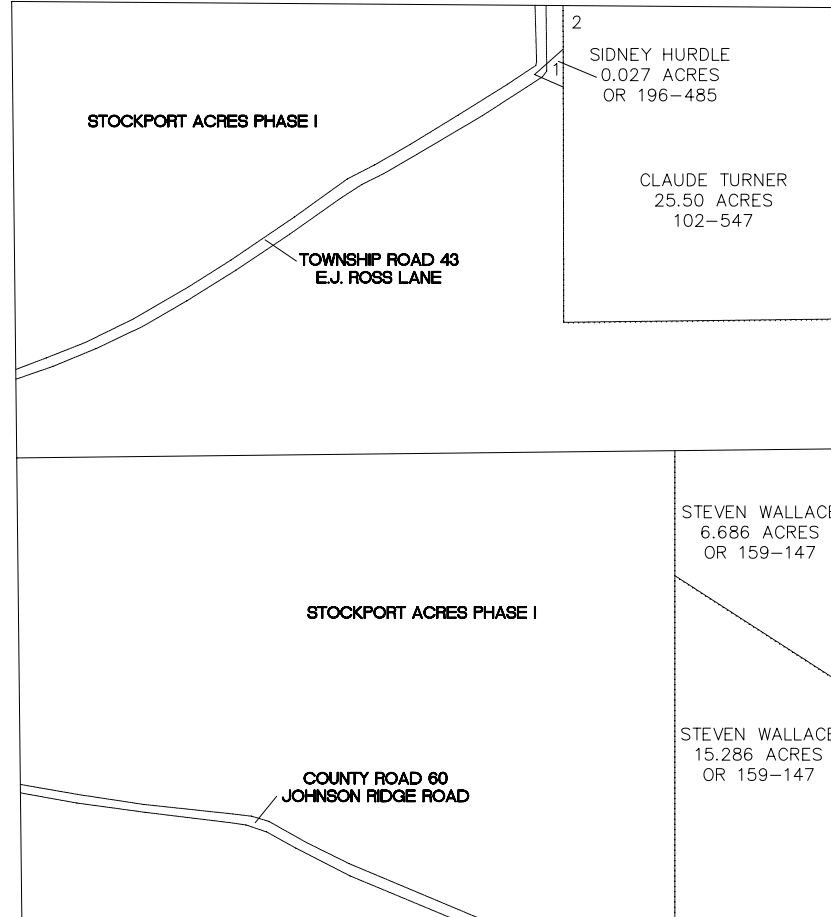 2
SIDNEY HURDLE
1
0.027 ACRES
OR 196-485
STOCKPORT ACRES PHASE I
CLAUDE TURNER
25.50 ACRES
102-547
TOWNSHIP ROAD 43
E.J. ROSS LANE
STEVEN WALLACE
6.686 ACRES
OR 159-147
STOCKPORT ACRES PHASE I
STEVEN WALLACE
15.286 ACRES
OR 159-147
COUNTY ROAD 60
JOHNSON RIDGE ROAD